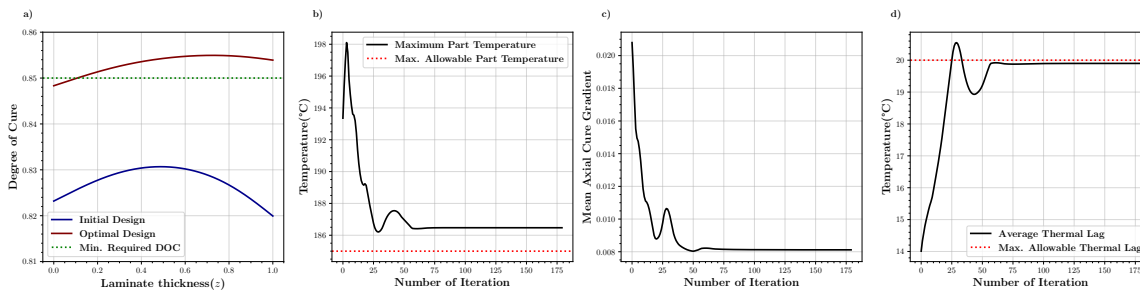 a)
b)
c)
d)
0.86
0.85
0.84
0.83
0.82
0.81
Degree of Cure
Initial Design
Optimal Design
Min. Required DOC
0.0 0.2 0.4 0.6 0.8 1.0
Laminate thickness(z)
198
196
194
192
190
188
186
Temperature(°C)
Maximum Part Temperature
Max. Allowable Part Temperature
0 25 50 75 100 125 150 175
Number of Iteration
0.020
0.018
0.016
0.014
0.012
0.010
0.008
Mean Axial Cure Gradient
0 25 50 75 100 125 150 175
Number of Iteration
20
19
18
17
16
15
14
Temperature(°C)
Average Thermal Lag
Max. Allowable Thermal Lag
0 25 50 75 100 125 150 175
Number of Iteration